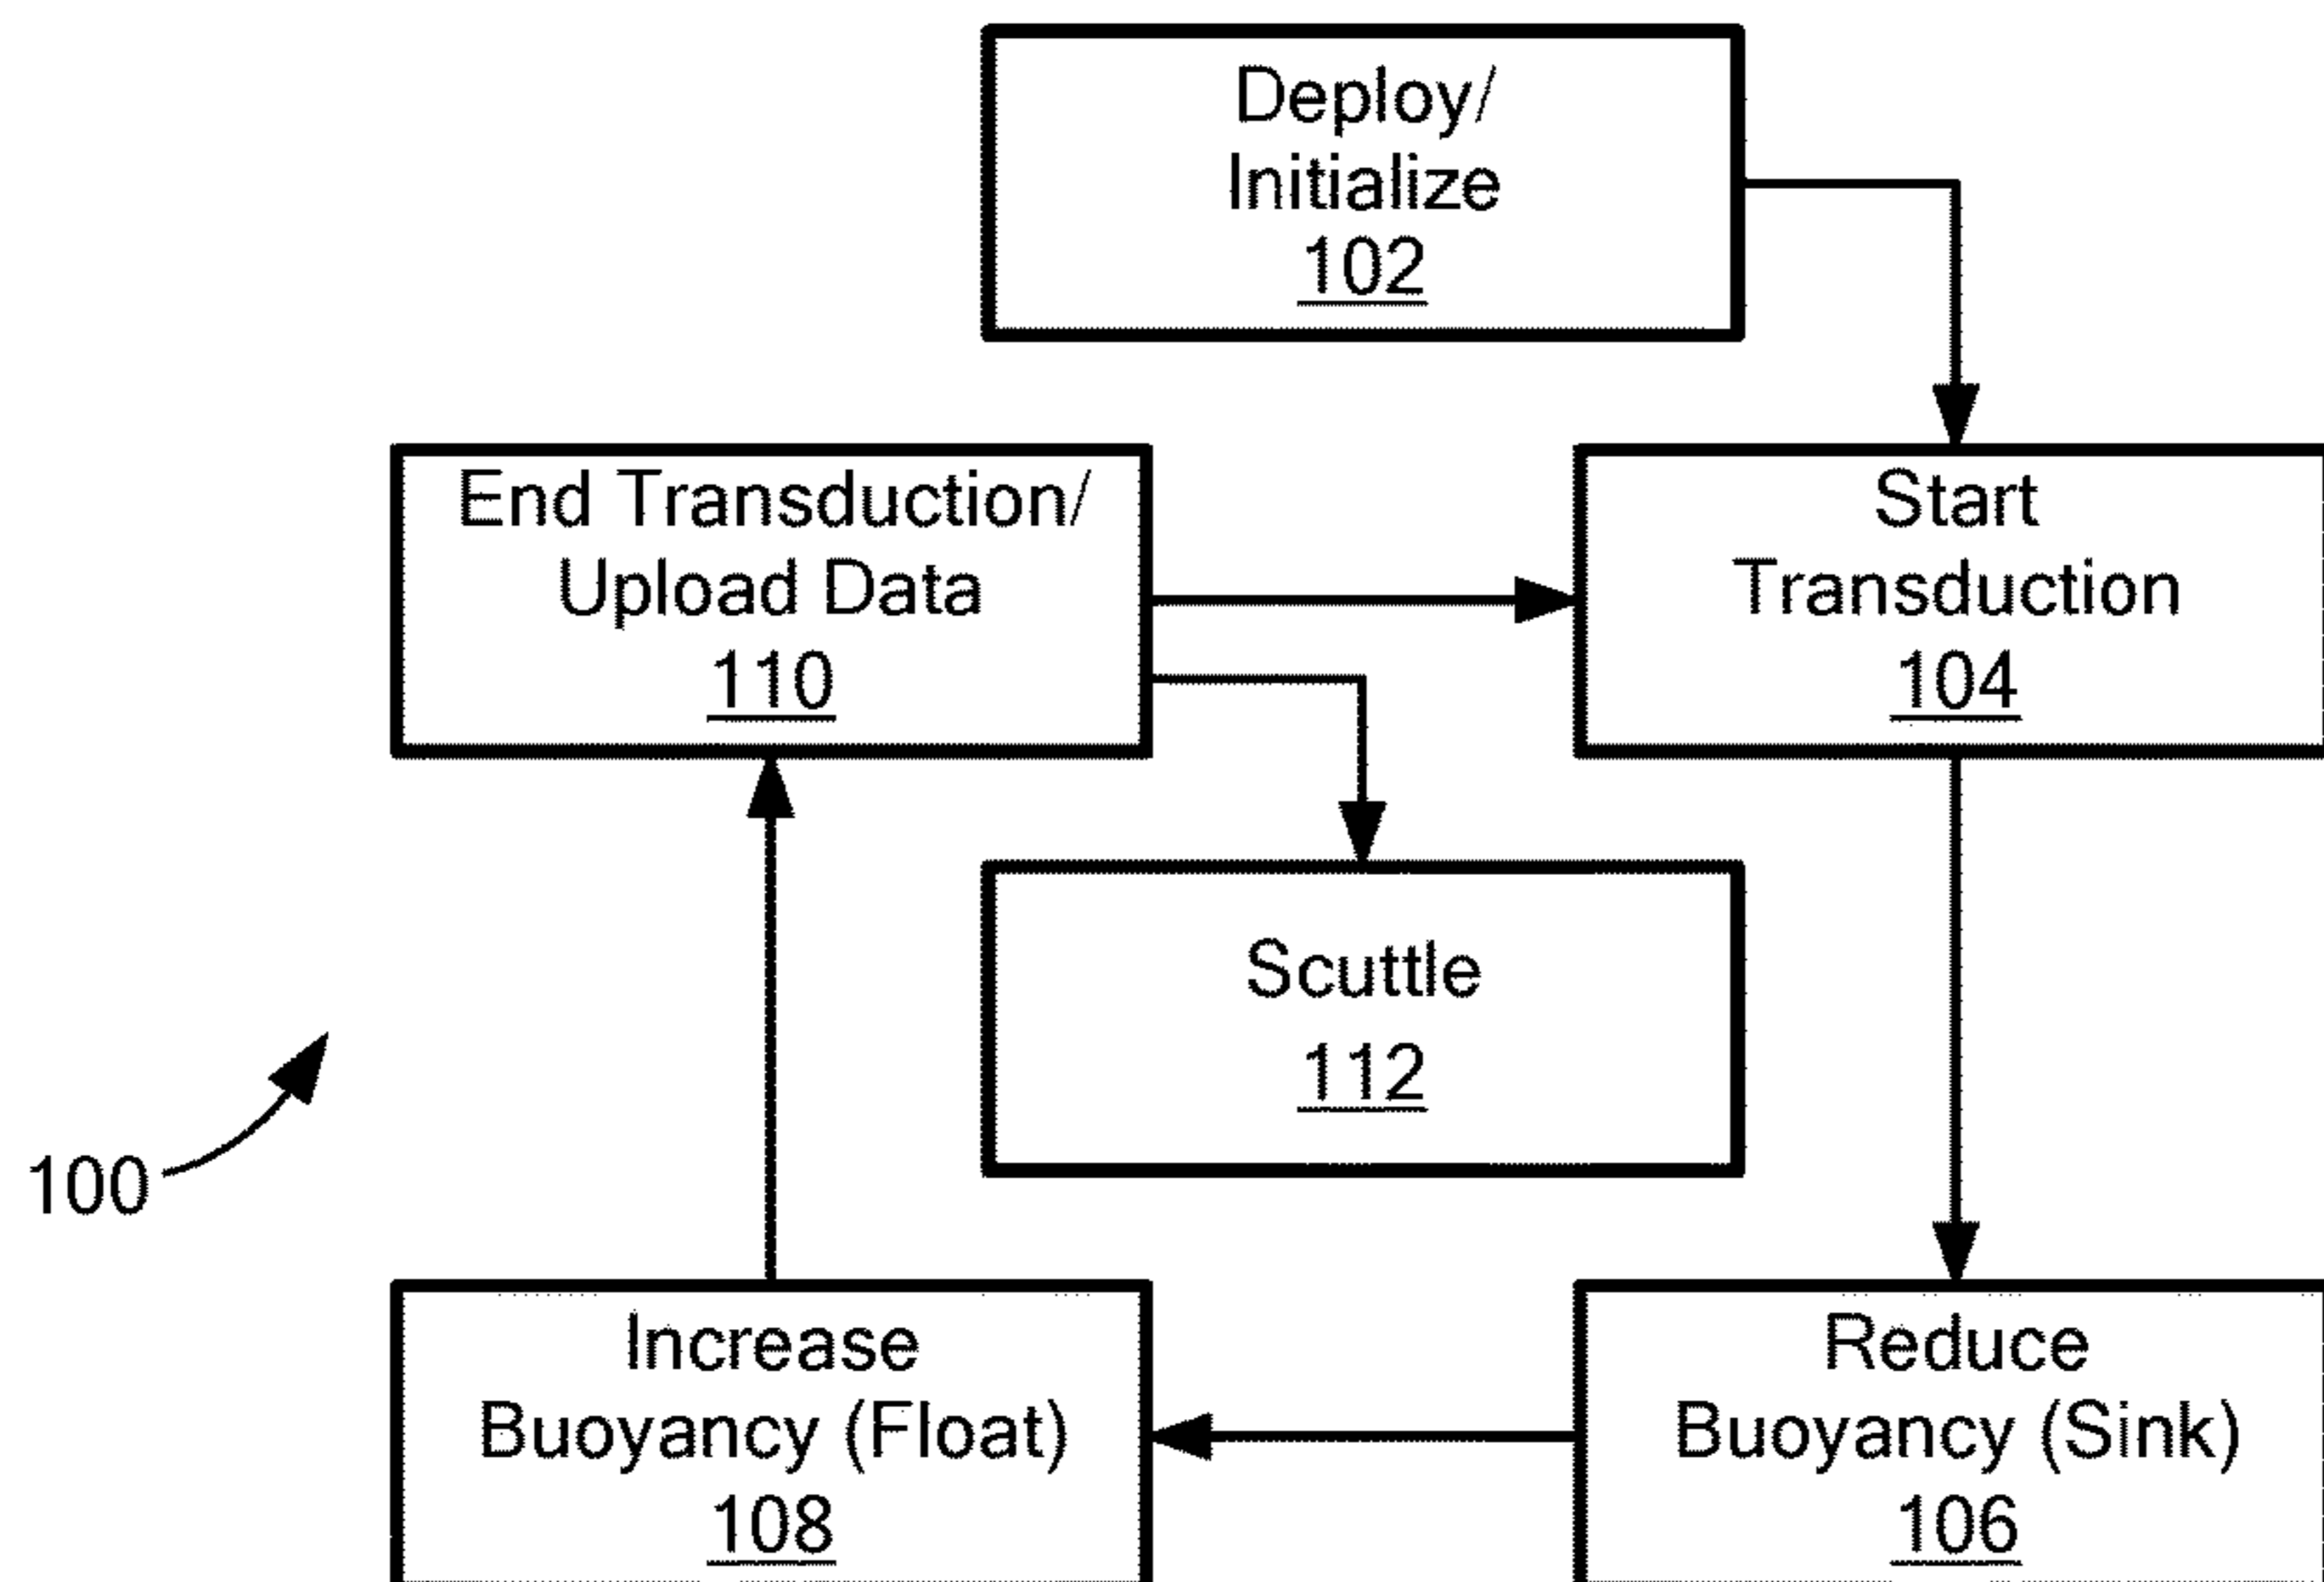 Deploy/
Initialize
102
End Transduction/
Upload Data
110
Start
Transduction
104
Scuttle
112
100
Increase
Buoyancy (Float)
108
Reduce
Buoyancy (Sink)
106